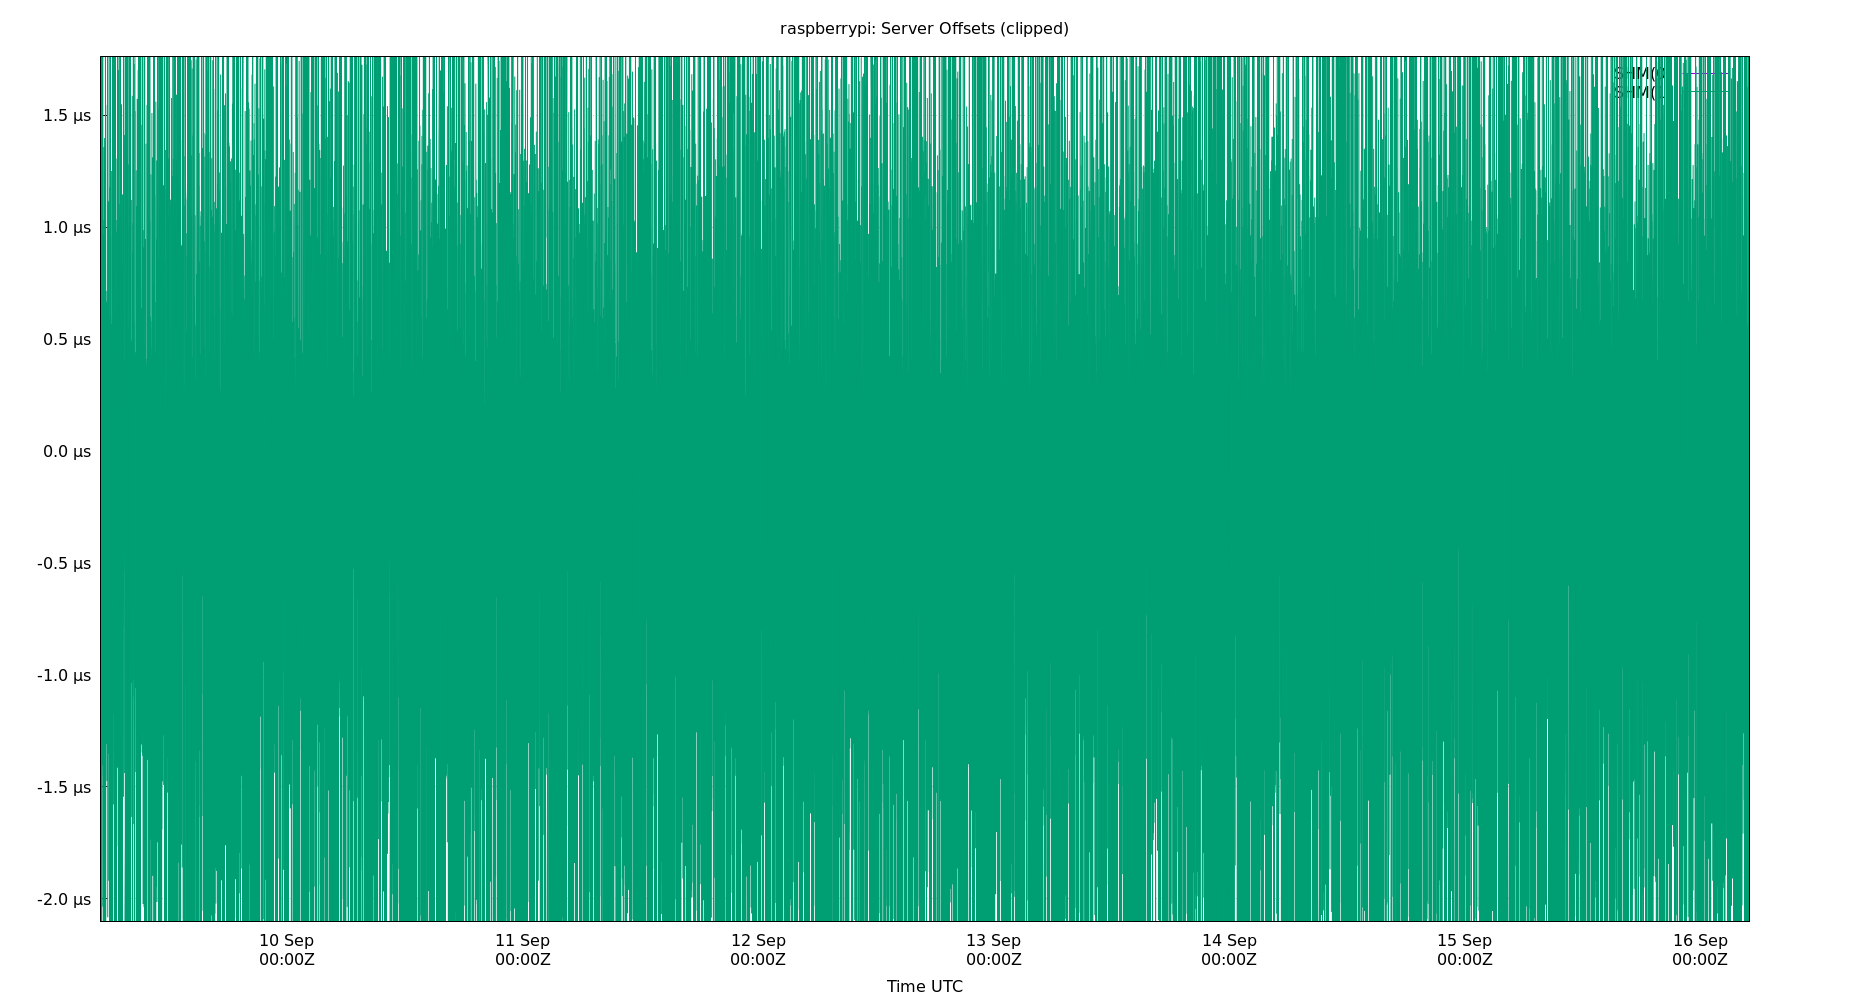 raspberrypi: Server Offsets (clipped)
1.5 µs
1.0 µs
0.5 µs
0.0 µs
-0.5 µs
-1.0 µs
-1.5 µs
-2.0 µs
10 Sep
00:00Z
11 Sep
00:00Z
12 Sep
00:00Z
13 Sep
00:00Z
14 Sep
00:00Z
15 Sep
00:00Z
16 Sep
00:00Z
Time UTC